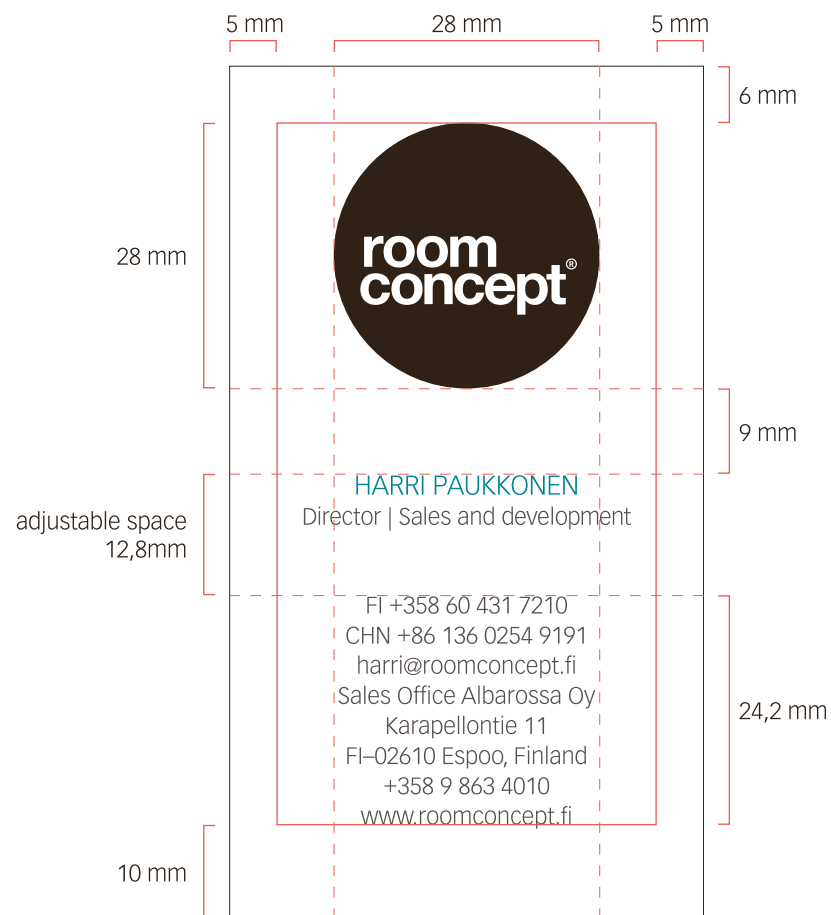 5 mm
28 mm
5 mm
6 mm
28 mm
room
concept®
9 mm
HARRI PAUKKONEN
Director | Sales and development
adjustable space
12,8mm
FI +358 60 431 7210
CHN +86 136 0254 9191
harri@roomconcept.fi
Sales Office Albarossa Oy
Karapellontie 11
FI–02610 Espoo, Finland
+358 9 863 4010
www.roomconcept.fi
24,2 mm
10 mm